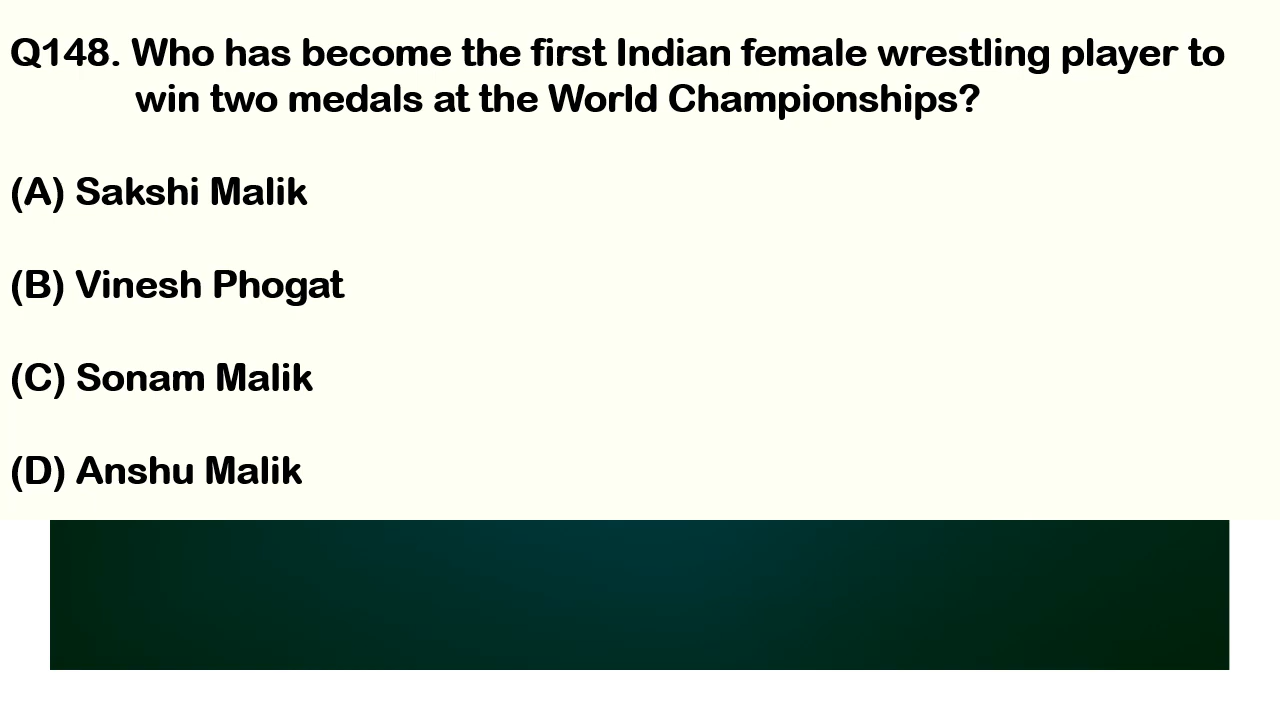 Q148. Who has become the first Indian female wrestling player to
win two medals at the World Championships?
(A) Sakshi Malik
(B) Vinesh Phogat
(C) Sonam Malik
(D) Anshu Malik